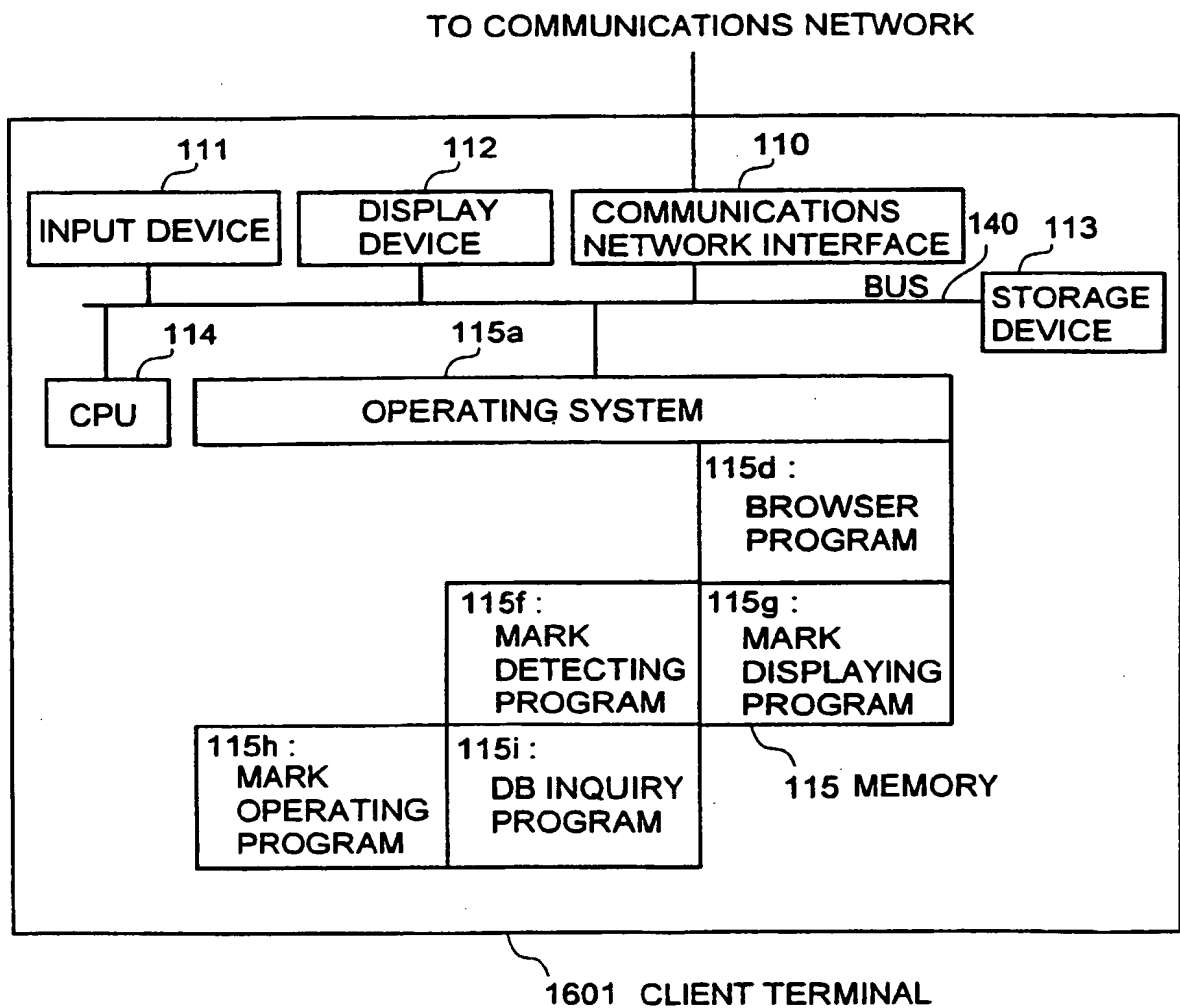 TO COMMUNICATIONS NETWORK
111
112
110
INPUT DEVICE
DISPLAY
DEVICE
COMMUNICATIONS
NETWORK INTERFACE
140
113
BUS
STORAGE
DEVICE
114
115a
CPU
OPERATING SYSTEM
115d :
BROWSER
PROGRAM
115f :
MARK
DETECTING
PROGRAM
115g :
MARK
DISPLAYING
PROGRAM
115h :
MARK
OPERATING
PROGRAM
115i :
DB INQUIRY
PROGRAM
115 MEMORY
1601 CLIENT TERMINAL